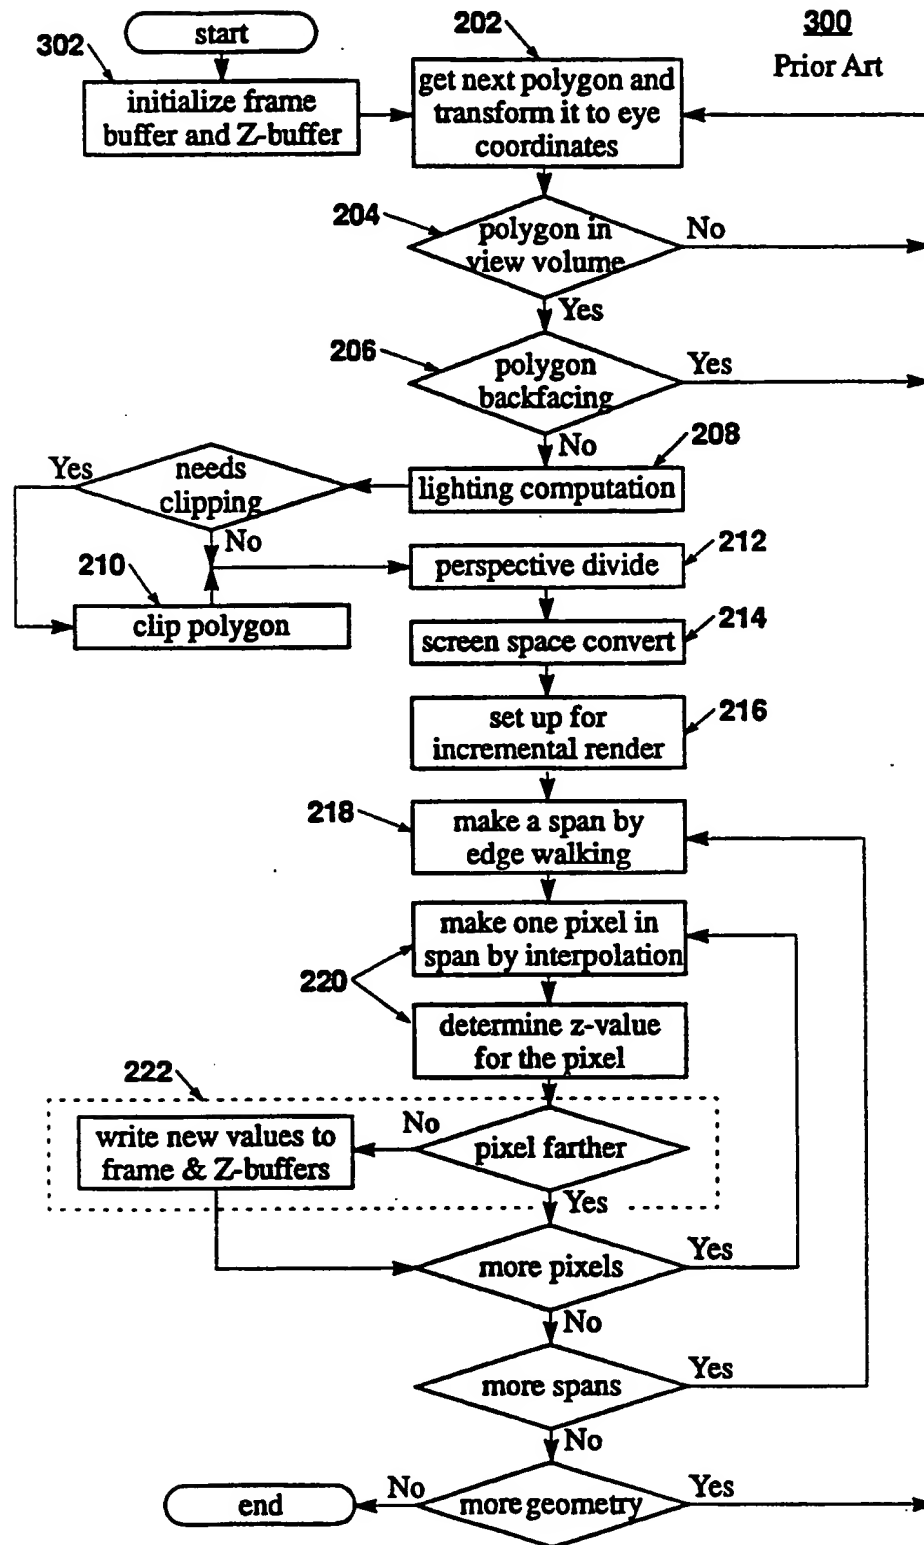 start
300
Prior Art
302
202
initialize frame
buffer and Z-buffer
get next polygon and
transform it to eye
coordinates
204
polygon in
view volume
No
Yes
206
polygon
backfacing
Yes
No
208
lighting computation
Yes
needs
clipping
No
210
clip polygon
212
perspective divide
214
screen space convert
216
set up for
incremental render
218
make a span by
edge walking
make one pixel in
span by interpolation
220
determine z-value
for the pixel
222
write new values to
frame & Z-buffers
No
pixel farther
Yes
more pixels
Yes
No
more spans
Yes
No
end
No
more geometry
Yes